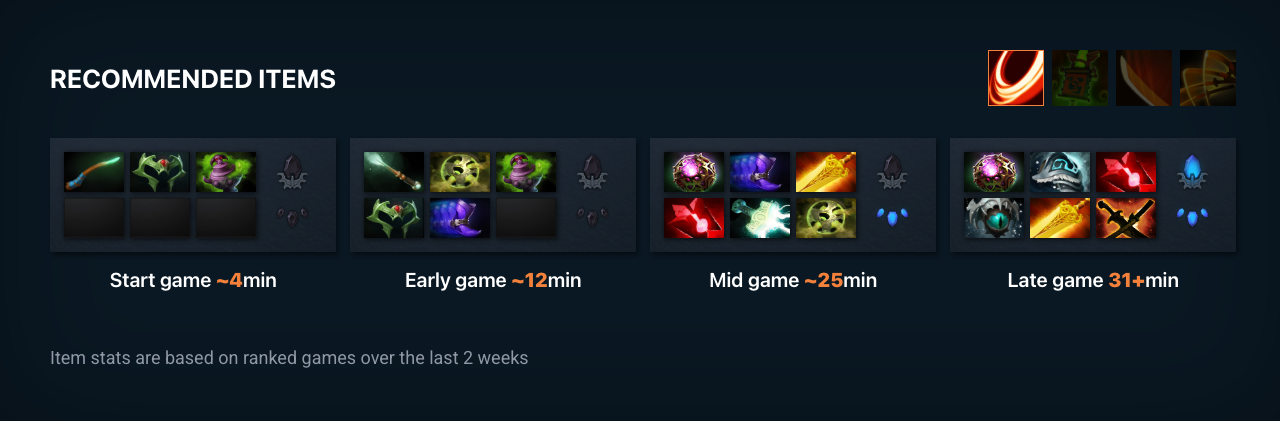 RECOMMENDED ITEMS
Start game ~4min
Early game ~12min
Mid game ~25min
Late game 31+min
Item stats are based on ranked games over the last 2 weeks